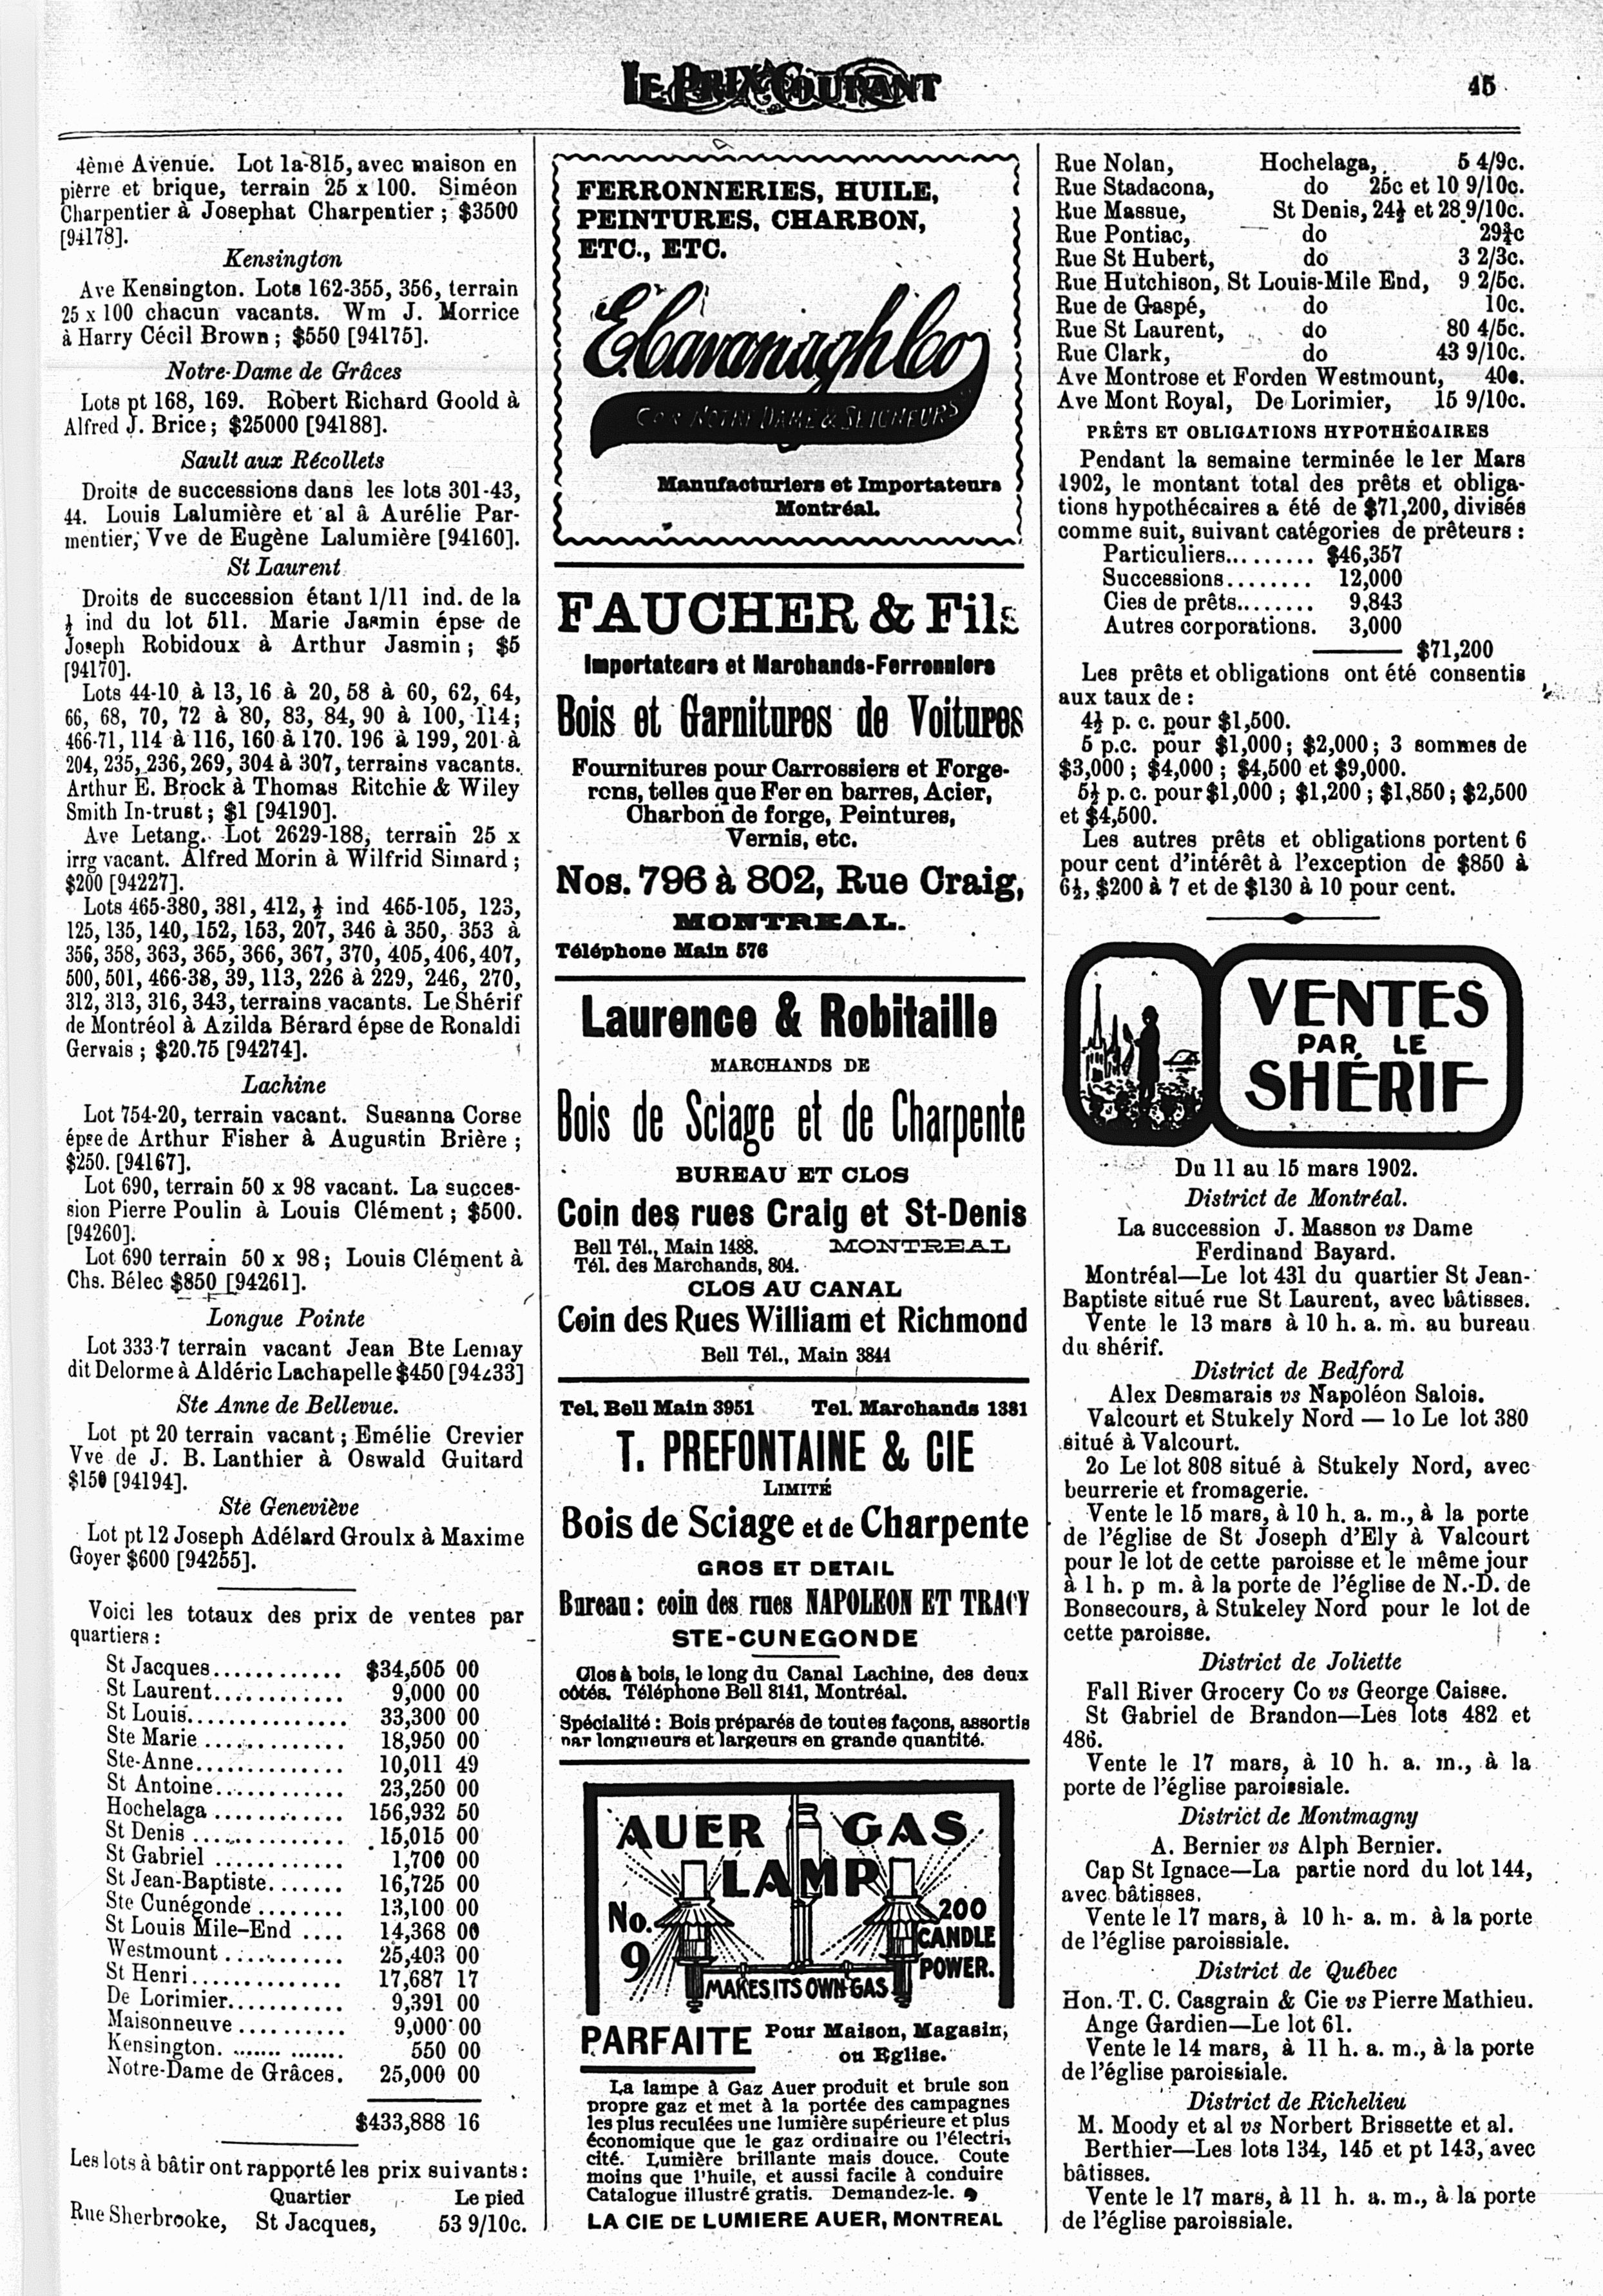 LE PRIX COURANT
45
4ème Avenue. Lot 1a-815, avec maison en
pierre et brique, terrain 25 x 100. Siméon
Charpentier à Josephat Charpentier ; $3500
[94178].
Kensington
Ave Kensington. Lots 162-355, 356, terrain
25 x 100 chacun vacants. Wm J. Morrice
à Harry Cécil Brown ; $550 [94175].
Notre-Dame de Grâces
Lots pt 168, 169. Robert Richard Goold à
Alfred J. Brice ; $25000 [94188].
Sault aux Récollets
Droits de successions dans les lots 301-43,
44. Louis Lalumière et al à Aurélie Par-
mentier, Vve de Eugène Lalumière [94160].
St Laurent
Droits de succession étant 1/11 ind. de la
½ ind du lot 511. Marie Jasmin épse de
Joseph Robidoux à Arthur Jasmin ; $5
[94170].
Lots 44-10 à 13, 16 à 20, 58 à 60, 62, 64,
66, 68, 70, 72 à 80, 83, 84, 90 à 100, 114;
466-71, 114 à 116, 160 à 170. 196 à 199, 201 à
204, 235, 236, 269, 304 à 307, terrains vacants.
Arthur E. Brock à Thomas Ritchie & Wiley
Smith In-trust ; $1 [94190].
Ave Letang. Lot 2629-188, terrain 25 x
irrg vacant. Alfred Morin à Wilfrid Simard ;
$200 [94227].
Lots 465-380, 381, 412, ½ ind 465-105, 123,
125, 135, 140, 152, 153, 207, 346 à 350, 353 à
356, 358, 363, 365, 366, 367, 370, 405, 406, 407,
500, 501, 466-38, 39, 113, 226 à 229, 246, 270,
312, 313, 316, 343, terrains vacants. Le Shérif
de Montréol à Azilda Bérard épse de Ronaldi
Gervais ; $20.75 [94274].
Lachine
Lot 754-20, terrain vacant. Susanna Corse
épse de Arthur Fisher à Augustin Brière ;
$250. [94167].
Lot 690, terrain 50 x 98 vacant. La succes-
sion Pierre Poulin à Louis Clément ; $500.
[94260].
Lot 690 terrain 50 x 98 ; Louis Clément à
Chs. Bélec $850 [94261].
Longue Pointe
Lot 333-7 terrain vacant Jean Bte Lemay
dit Delorme à Aldéric Lachapelle $450 [94233]
Ste Anne de Bellevue.
Lot pt 20 terrain vacant ; Emélie Crevier
Vve de J. B. Lanthier à Oswald Guitard
$150 [94194].
Ste Geneviève
Lot pt 12 Joseph Adélard Groulx à Maxime
Goyer $600 [94255].
Voici les totaux des prix de ventes par
quartiers :
St Jacques............ $34,505 00
St Laurent............ 9,000 00
St Louis............... 33,300 00
Ste Marie ............ 18,950 00
Ste-Anne.............. 10,011 49
St Antoine............ 23,250 00
Hochelaga ............ 156,932 50
St Denis .............. 15,015 00
St Gabriel ............ 1,700 00
St Jean-Baptiste....... 16,725 00
Ste Cunégonde ........ 13,100 00
St Louis Mile-End .... 14,368 00
Westmount ........... 25,403 00
St Henri.............. 17,687 17
De Lorimier........... 9,391 00
Maisonneuve .......... 9,000 00
Kensington. ....... ....... 550 00
Notre-Dame de Grâces. 25,000 00
$433,888 16
Les lots à bâtir ont rapporté les prix suivants :
Quartier Le pied
Rue Sherbrooke, St Jacques, 53 9/10c.
FERRONNERIES, HUILE,
PEINTURES, CHARBON,
ETC., ETC.
E. Cavanagh Co
COR NOTRE DAME & SEIGNEURS
Manufacturiers et Importateurs
Montréal.
FAUCHER & Fils
Importateurs et Marchands-Ferronniers
Bois et Garnitures de Voitures
Fournitures pour Carrossiers et Forge-
rons, telles que Fer en barres, Acier,
Charbon de forge, Peintures,
Vernis, etc.
Nos. 796 à 802, Rue Craig,
MONTREAL.
Téléphone Main 576
Laurence & Robitaille
MARCHANDS DE
Bois de Sciage et de Charpente
BUREAU ET CLOS
Coin des rues Craig et St-Denis
Bell Tél., Main 1488. MONTREAL
Tél. des Marchands, 804.
CLOS AU CANAL
Coin des Rues William et Richmond
Bell Tél., Main 3844
Tel. Bell Main 3951 Tel. Marchands 1381
T. PREFONTAINE & CIE
LIMITÉ
Bois de Sciage et de Charpente
GROS ET DETAIL
Bureau : coin des rues NAPOLEON ET TRACY
STE-CUNEGONDE
Clos à bois, le long du Canal Lachine, des deux
côtés. Téléphone Bell 8141, Montréal.
Spécialité : Bois préparés de toutes façons, assortis
par longueurs et largeurs en grande quantité.
AUER GAS
LAMP
No. 9
200
CANDLE
POWER.
MAKES ITS OWN GAS
PARFAITE Pour Maison, Magasin,
ou Eglise.
La lampe à Gaz Auer produit et brule son
propre gaz et met à la portée des campagnes
les plus reculées une lumière supérieure et plus
économique que le gaz ordinaire ou l'électri-
cité. Lumière brillante mais douce. Coute
moins que l'huile, et aussi facile à conduire
Catalogue illustré gratis. Demandez-le.
LA CIE DE LUMIERE AUER, MONTREAL
Rue Nolan, Hochelaga, 5 4/9c.
Rue Stadacona, do 25c et 10 9/10c.
Rue Massue, St Denis, 24½ et 28 9/10c.
Rue Pontiac, do 29¾c
Rue St Hubert, do 3 2/3c.
Rue Hutchison, St Louis-Mile End, 9 2/5c.
Rue de Gaspé, do 10c.
Rue St Laurent, do 80 4/5c.
Rue Clark, do 43 9/10c.
Ave Montrose et Forden Westmount, 40c.
Ave Mont Royal, De Lorimier, 15 9/10c.
PRÊTS ET OBLIGATIONS HYPOTHÉCAIRES
Pendant la semaine terminée le 1er Mars
1902, le montant total des prêts et obliga-
tions hypothécaires a été de $71,200, divisés
comme suit, suivant catégories de prêteurs :
Particuliers.......... $46,357
Successions........ 12,000
Cies de prêts........ 9,843
Autres corporations. 3,000
$71,200
Les prêts et obligations ont été consentis
aux taux de :
4½ p. c. pour $1,500.
5 p.c. pour $1,000 ; $2,000 ; 3 sommes de
$3,000 ; $4,000 ; $4,500 et $9,000.
5½ p. c. pour $1,000 ; $1,200 ; $1,850 ; $2,500
et $4,500.
Les autres prêts et obligations portent 6
pour cent d'intérêt à l'exception de $850 à
6½, $200 à 7 et de $130 à 10 pour cent.
VENTES
PAR LE
SHÉRIF
Du 11 au 15 mars 1902.
District de Montréal.
La succession J. Masson vs Dame
Ferdinand Bayard.
Montréal—Le lot 431 du quartier St Jean-
Baptiste situé rue St Laurent, avec bâtisses.
Vente le 13 mars à 10 h. a. m. au bureau
du shérif.
District de Bedford
Alex Desmarais vs Napoléon Salois.
Valcourt et Stukely Nord — 1o Le lot 380
situé à Valcourt.
2o Le lot 808 situé à Stukely Nord, avec
beurrerie et fromagerie.
Vente le 15 mars, à 10 h. a. m., à la porte
de l'église de St Joseph d'Ely à Valcourt
pour le lot de cette paroisse et le même jour
à 1 h. p m. à la porte de l'église de N.-D. de
Bonsecours, à Stukeley Nord pour le lot de
cette paroisse.
District de Joliette
Fall River Grocery Co vs George Caisse.
St Gabriel de Brandon—Les lots 482 et
486.
Vente le 17 mars, à 10 h. a. m., à la
porte de l'église paroissiale.
District de Montmagny
A. Bernier vs Alph Bernier.
Cap St Ignace—La partie nord du lot 144,
avec bâtisses.
Vente le 17 mars, à 10 h- a. m. à la porte
de l'église paroissiale.
District de Québec
Hon. T. C. Casgrain & Cie vs Pierre Mathieu.
Ange Gardien—Le lot 61.
Vente le 14 mars, à 11 h. a. m., à la porte
de l'église paroissiale.
District de Richelieu
M. Moody et al vs Norbert Brissette et al.
Berthier—Les lots 134, 145 et pt 143, avec
bâtisses.
Vente le 17 mars, à 11 h. a. m., à la porte
de l'église paroissiale.